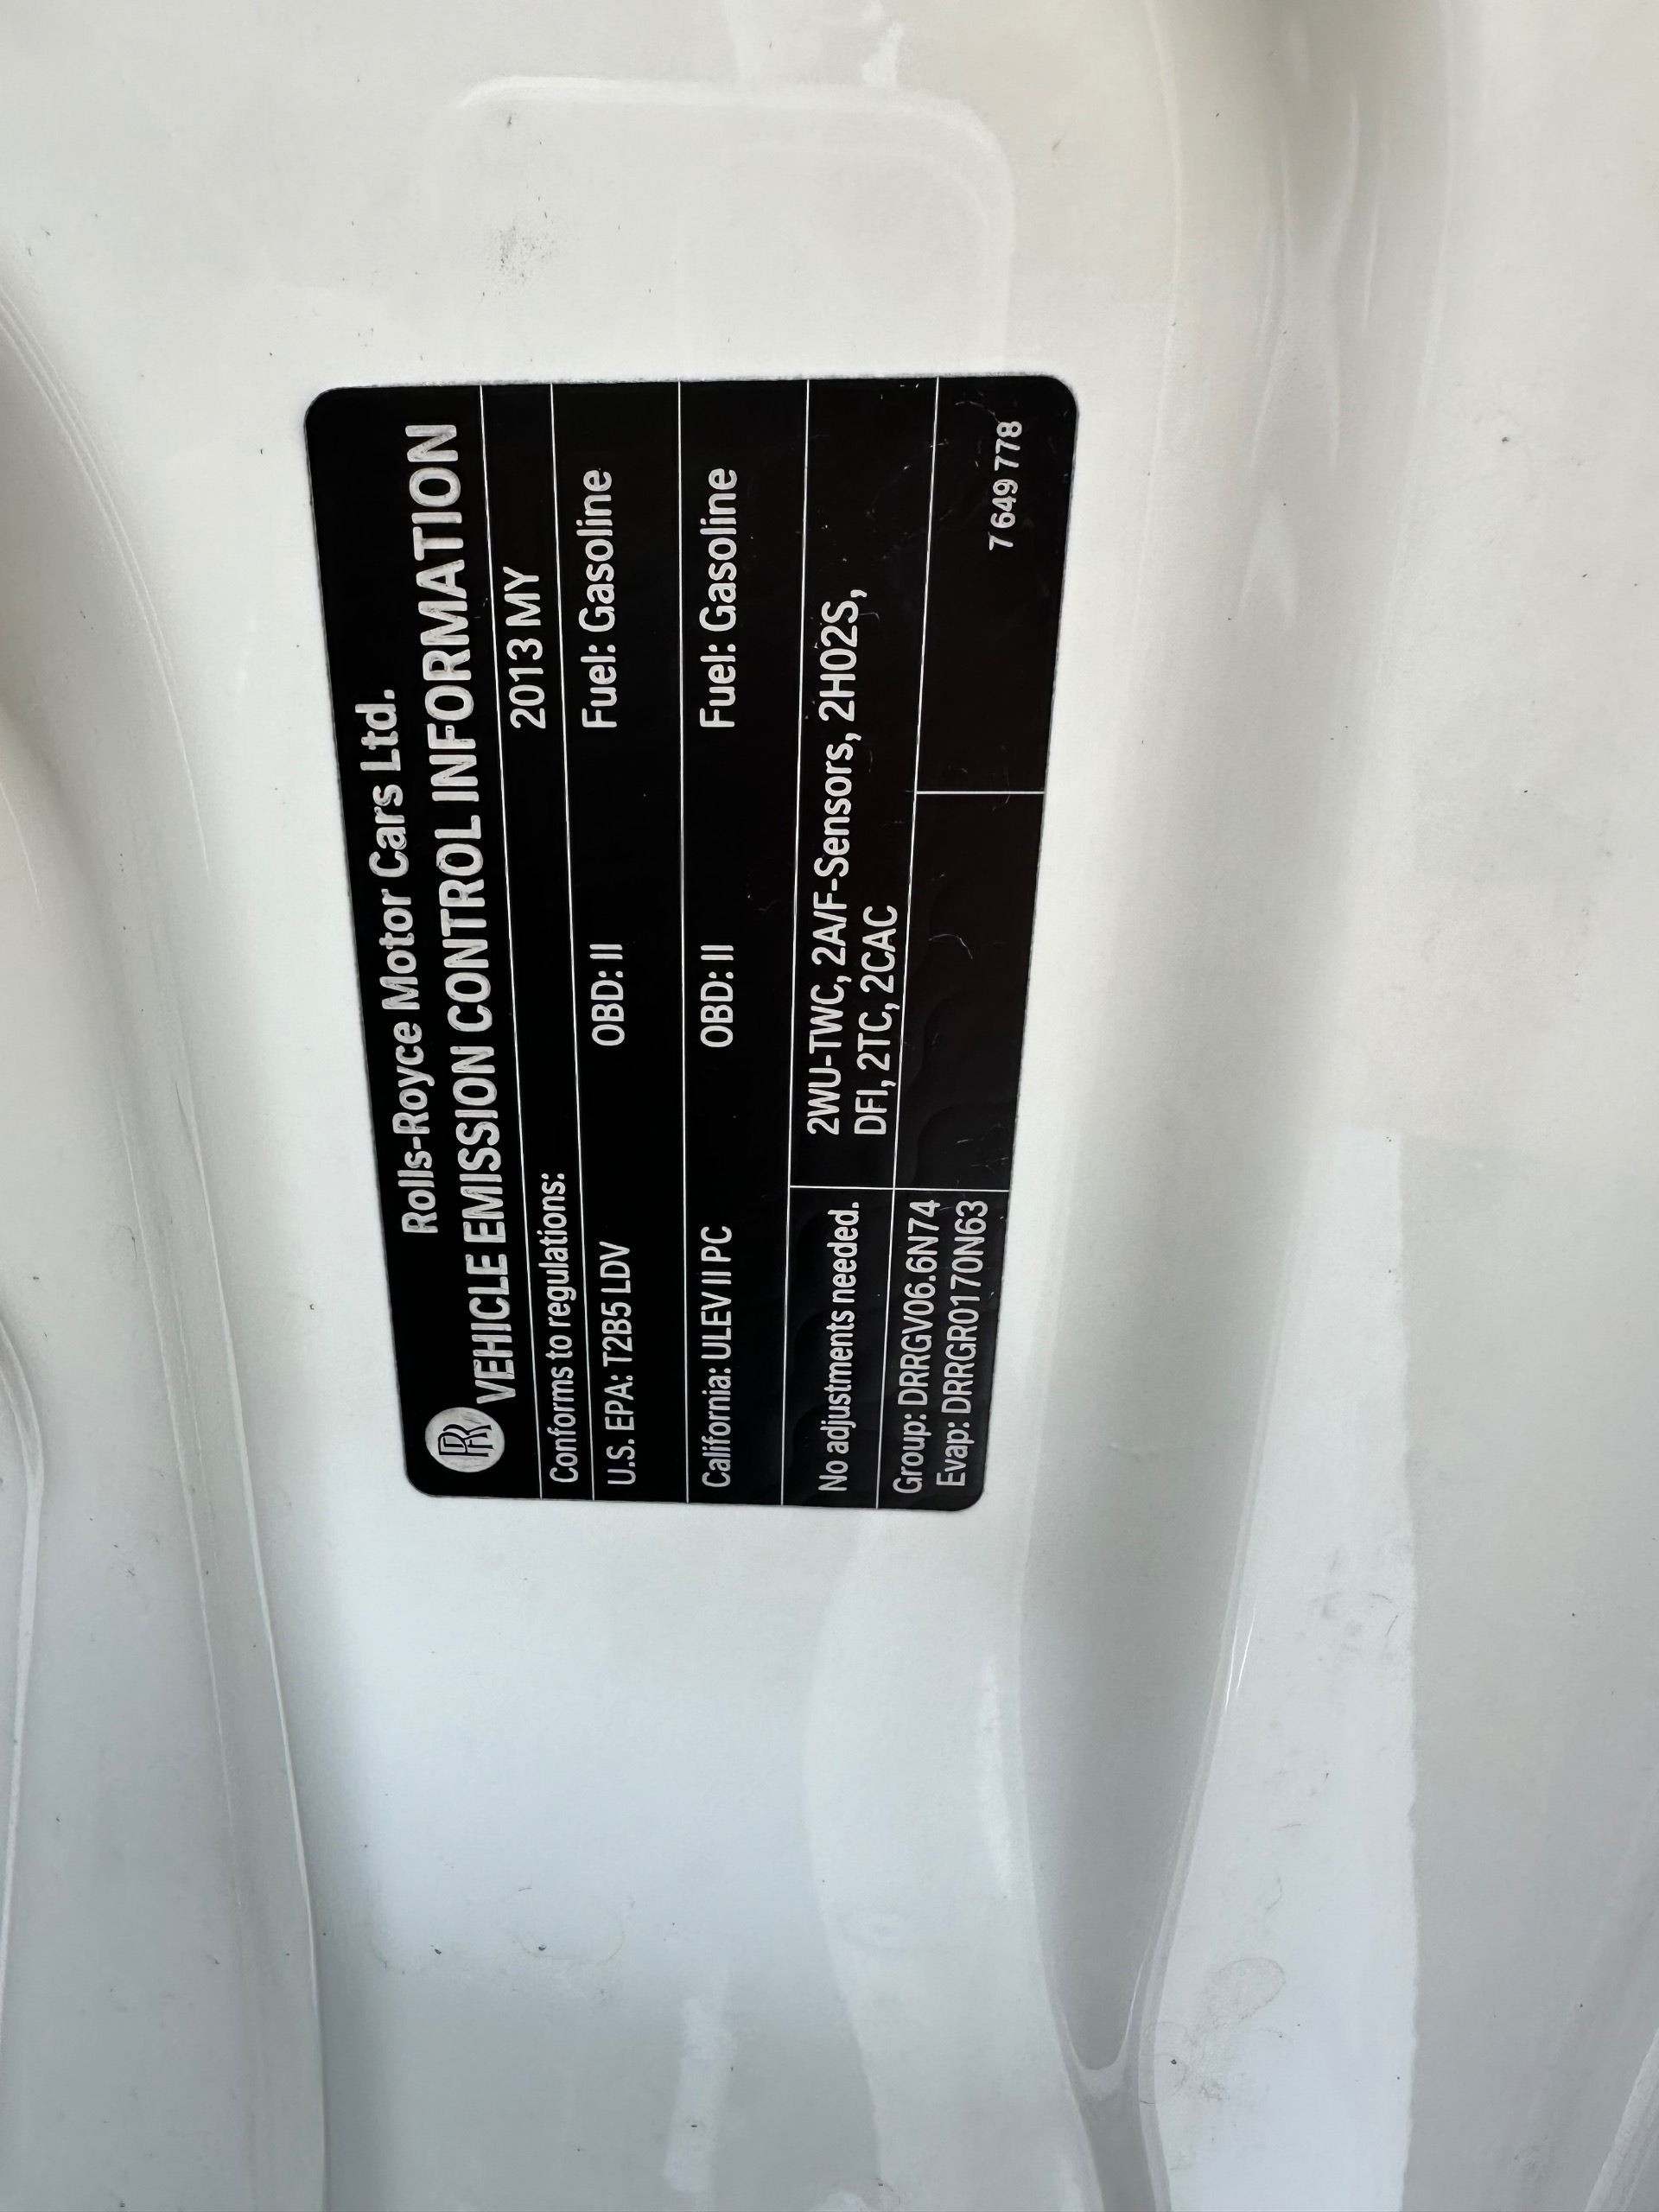 Rolls-Royce Motor Cars Ltd.
RR VEHICLE EMISSION CONTROL INFORMATION
Conforms to regulations: 2013 MY
U.S. EPA: T2B5 LDV OBD: II Fuel: Gasoline
California: ULEV II PC OBD: II Fuel: Gasoline
No adjustments needed. 2WU-TWC, 2A/F-Sensors, 2HO2S,
DFI, 2TC, 2CAC
Group: DRRGV06.6N74
Evap: DRRGR0170N63
7 649 778